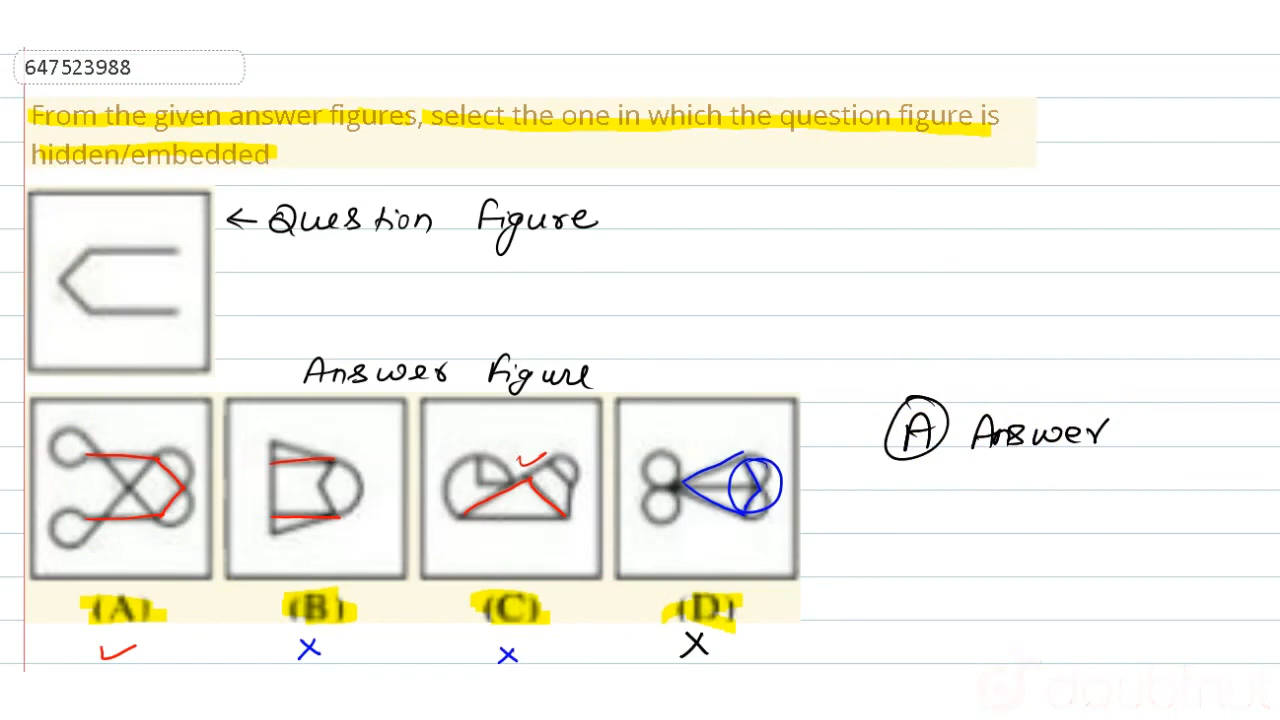 647523988
From the given answer figures, select the one in which the question figure is
hidden/embedded
← Question figure
Answer figure
(A) Answer
(A) (B) (C) (D)
✓ x x x
doubtnut